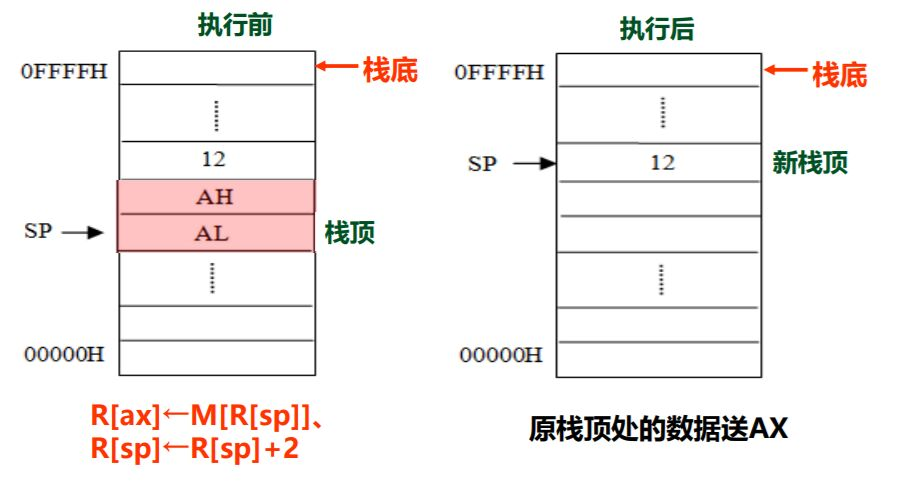 执行前
0FFFFH
栈底
12
AH
SP
AL
栈顶
00000H
R[ax]←M[R[sp]]、
R[sp]←R[sp]+2
执行后
0FFFFH
栈底
SP
12
新栈顶
00000H
原栈顶处的数据送AX